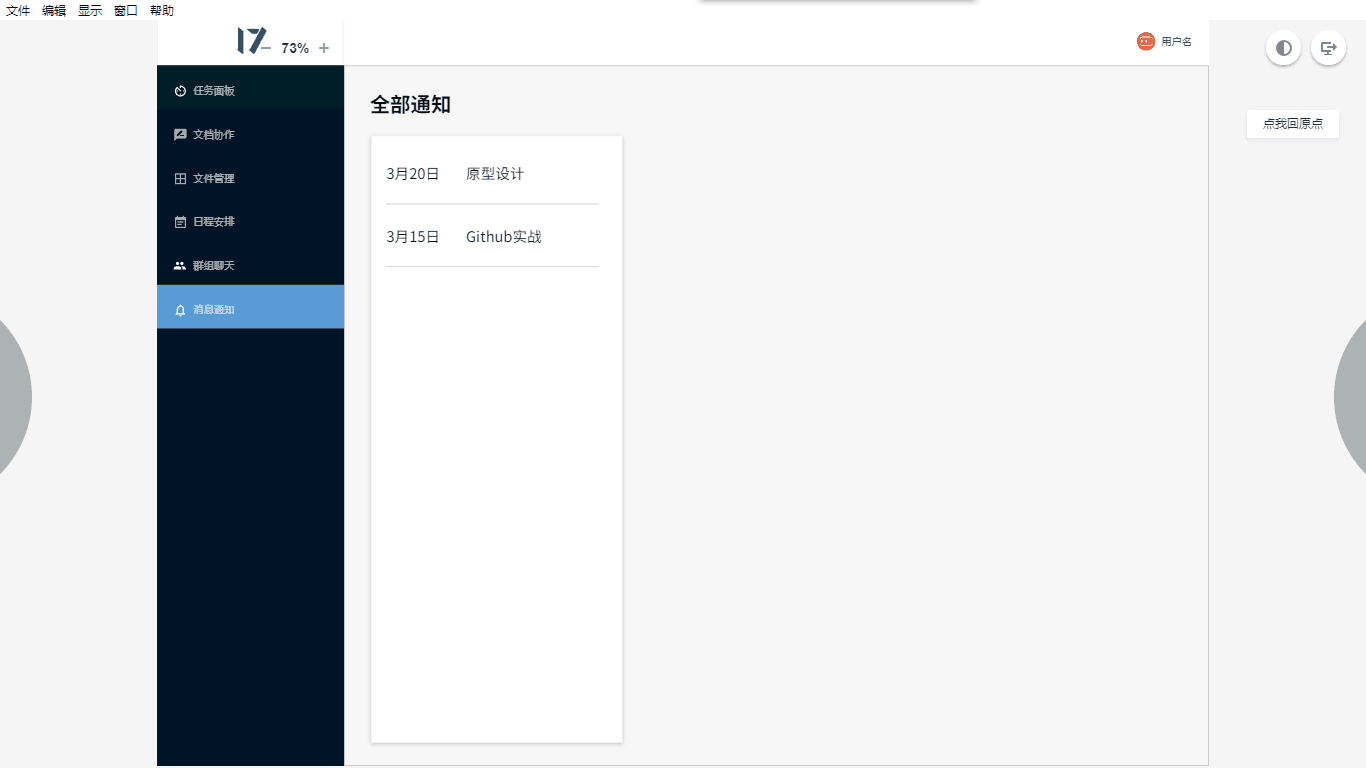 文件 编辑 显示 窗口 帮助
17
73%
用户名
任务面板
文档协作
文件管理
日程安排
群组聊天
消息通知
全部通知
3月20日 原型设计
3月15日 Github实战
点我回原点